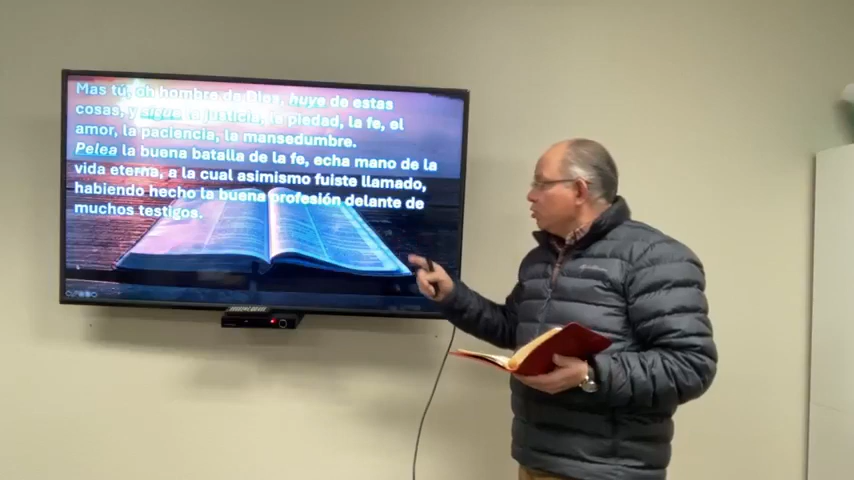 Mas tú, oh hombre de Dios, huye de estas
cosas, y sigue la justicia, la piedad, la fe, el
amor, la paciencia, la mansedumbre.
Pelea la buena batalla de la fe, echa mano de la
vida eterna, a la cual asimismo fuiste llamado,
habiendo hecho la buena profesión delante de
muchos testigos.